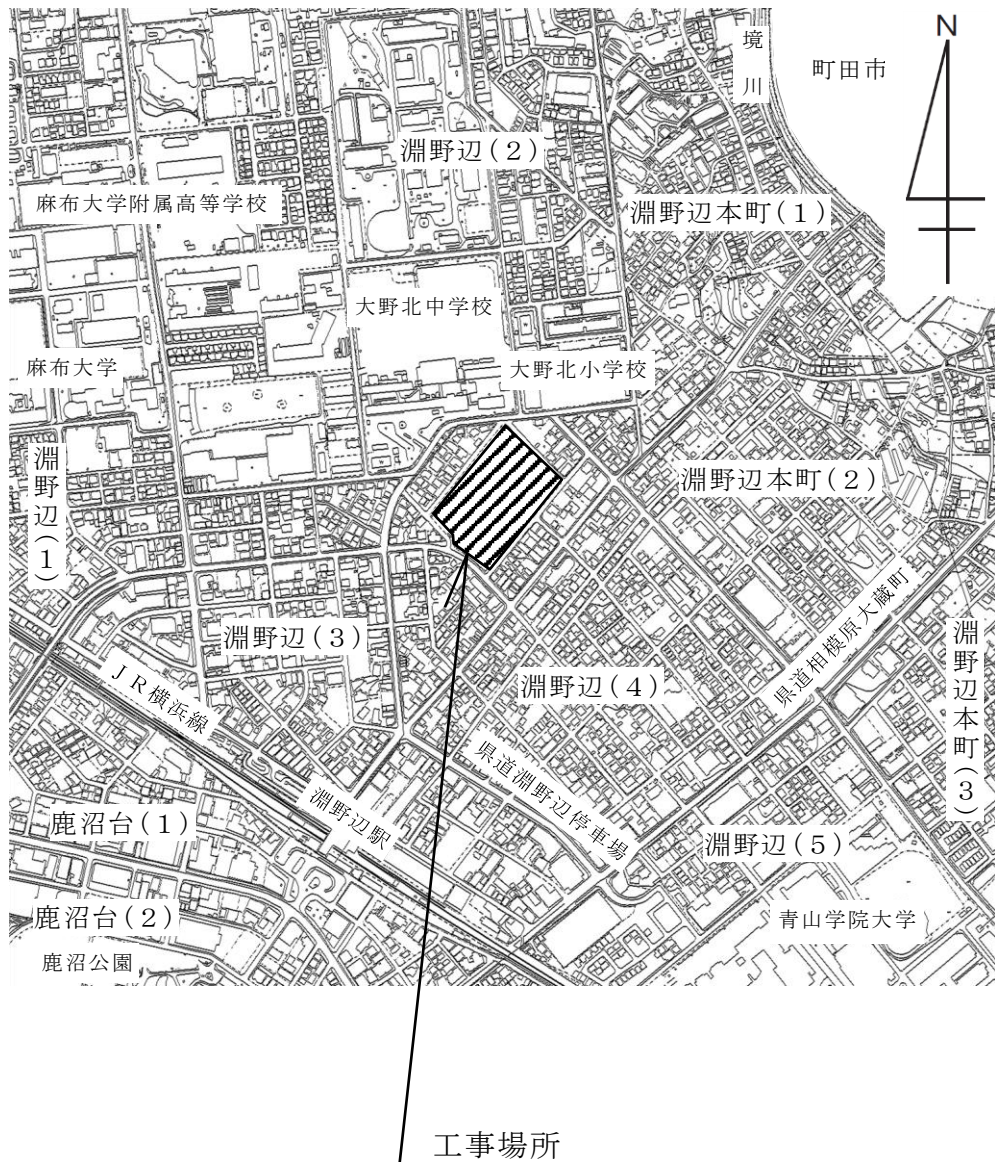 N
境川
町田市
淵野辺(2)
麻布大学附属高等学校
淵野辺本町(1)
大野北中学校
麻布大学
大野北小学校
淵野辺(1)
淵野辺本町(2)
県道相模原大蔵町
淵野辺(3)
淵野辺本町(3)
JR横浜線
淵野辺(4)
県道淵野辺停車場
淵野辺駅
鹿沼台(1)
淵野辺(5)
鹿沼台(2)
青山学院大学
鹿沼公園
工事場所